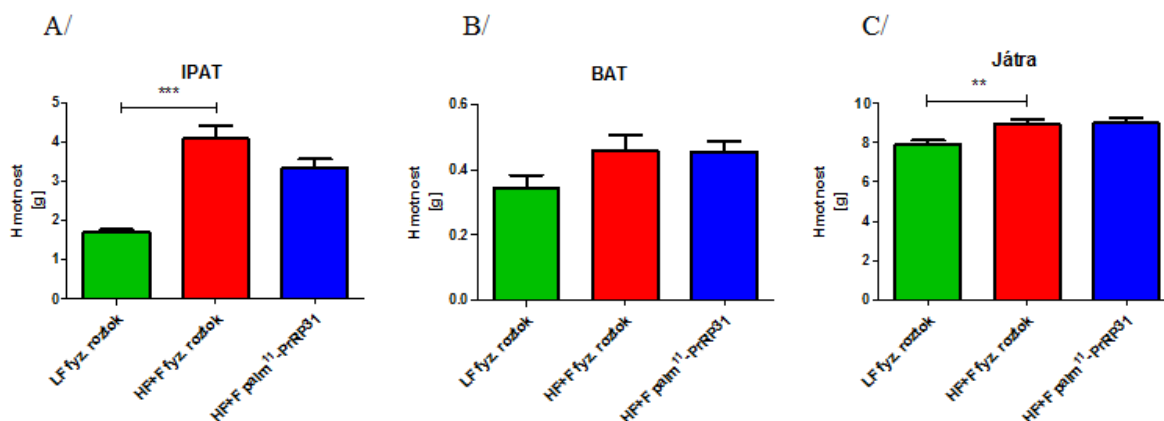 A/
IPAT
***
Hmotnost
[g]
5
4
3
2
1
0
LF fyz. roztok
HF+F fyz. roztok
HF+F palm¹¹-PrRP31
B/
BAT
Hmotnost
[g]
0.6
0.4
0.2
0.0
LF fyz. roztok
HF+F fyz. roztok
HF+F palm¹¹-PrRP31
C/
Játra
**
Hmotnost
[g]
10
8
6
4
2
0
LF fyz. roztok
HF+F fyz. roztok
HF+F palm¹¹-PrRP31